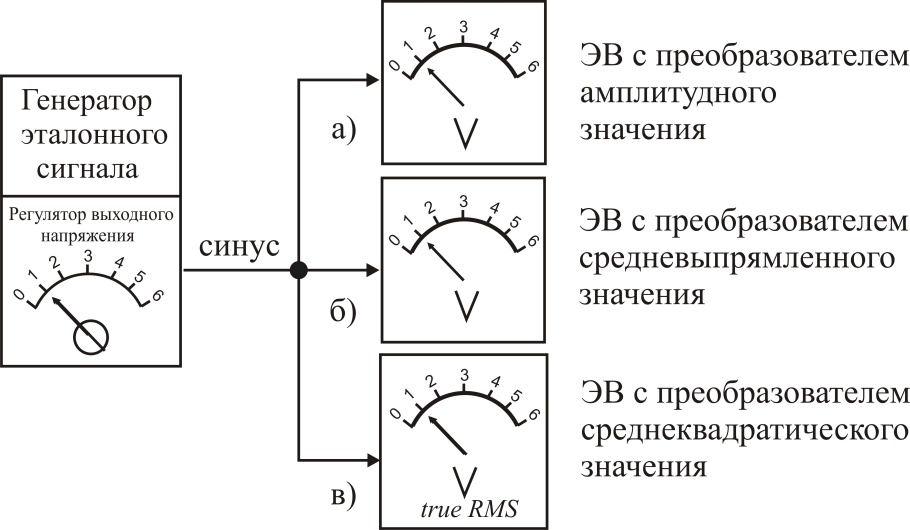 Генератор
эталонного
сигнала
Регулятор выходного
напряжения
0 1 2 3 4 5 6
синус
а)
0 1 2 3 4 5 6
V
ЭВ с преобразователем
амплитудного
значения
б)
0 1 2 3 4 5 6
V
ЭВ с преобразователем
средневыпрямленного
значения
в)
0 1 2 3 4 5 6
V
true RMS
ЭВ с преобразователем
среднеквадратического
значения